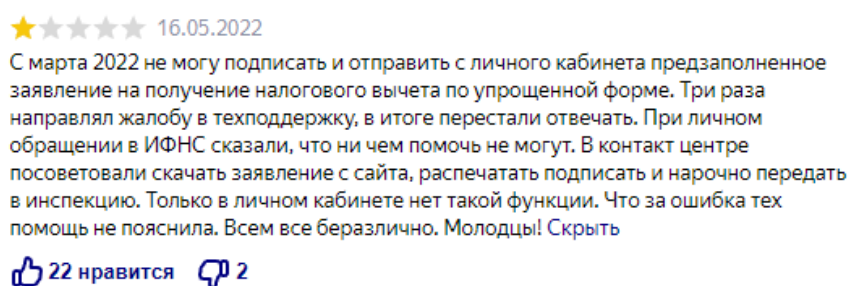 16.05.2022
С марта 2022 не могу подписать и отправить с личного кабинета предзаполненное
заявление на получение налогового вычета по упрощенной форме. Три раза
направлял жалобу в техподдержку, в итоге перестали отвечать. При личном
обращении в ИФНС сказали, что ни чем помочь не могут. В контакт центре
посоветовали скачать заявление с сайта, распечатать подписать и нарочно передать
в инспекцию. Только в личном кабинете нет такой функции. Что за ошибка тех
помощь не пояснила. Всем все беразлично. Молодцы! Скрыть
22 нравится 2